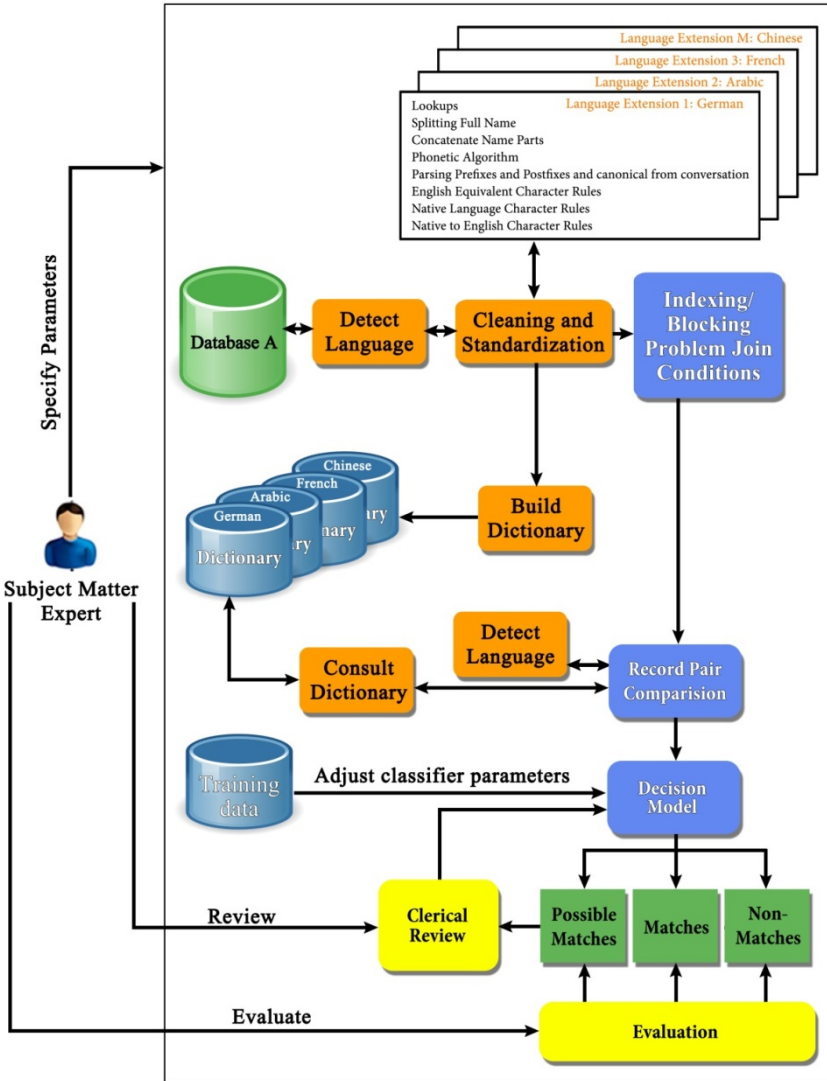 Language Extension M: Chinese
Language Extension 3: French
Language Extension 2: Arabic
Language Extension 1: German
Lookups
Splitting Full Name
Concatenate Name Parts
Phonetic Algorithm
Parsing Prefixes and Postfixes and canonical from conversation
English Equivalent Character Rules
Native Language Character Rules
Native to English Character Rules
Specify Parameters
Database A
Detect
Language
Cleaning and
Standardization
Indexing/
Blocking
Problem Join
Conditions
Chinese
French
Arabic
German
Dictionary
ary
ary
ary
Build
Dictionary
Subject Matter
Expert
Detect
Language
Consult
Dictionary
Record Pair
Comparision
Training
data
Adjust classifier parameters
Decision
Model
Review
Clerical
Review
Possible
Matches
Matches
Non-
Matches
Evaluate
Evaluation